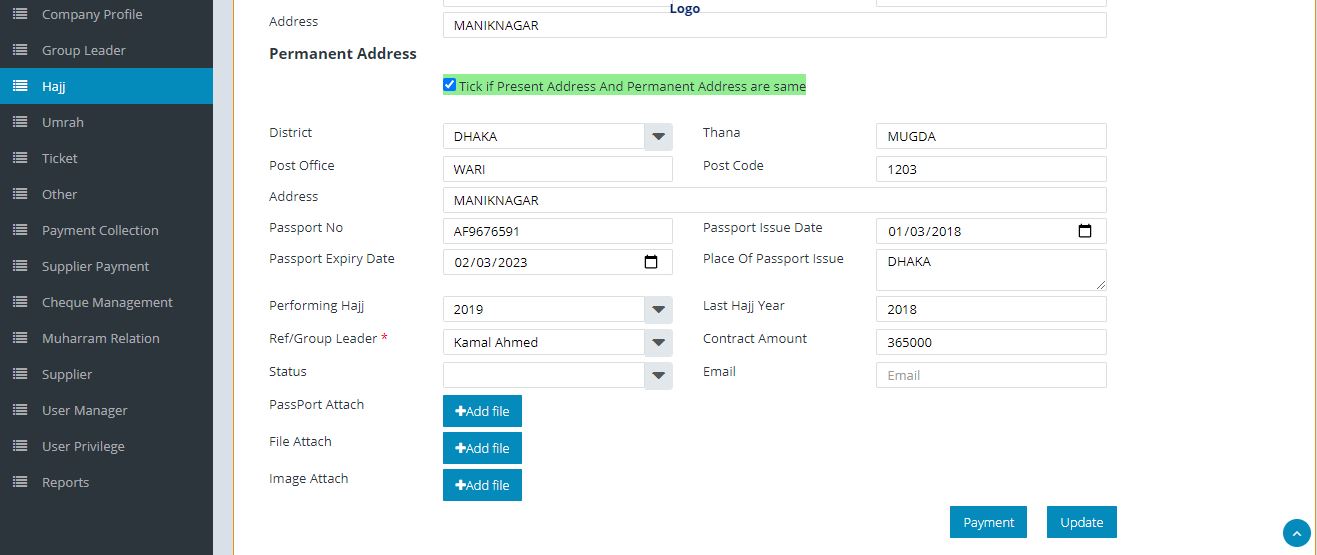 Company Profile
Group Leader
Hajj
Umrah
Ticket
Other
Payment Collection
Supplier Payment
Cheque Management
Muharram Relation
Supplier
User Manager
User Privilege
Reports
Logo
Address MANIKNAGAR
Permanent Address
Tick if Present Address And Permanent Address are same
District DHAKA Thana MUGDA
Post Office WARI Post Code 1203
Address MANIKNAGAR
Passport No AF9676591 Passport Issue Date 01/03/2018
Passport Expiry Date 02/03/2023 Place Of Passport Issue DHAKA
Performing Hajj 2019 Last Hajj Year 2018
Ref/Group Leader * Kamal Ahmed Contract Amount 365000
Status Email Email
PassPort Attach +Add file
File Attach +Add file
Image Attach +Add file
Payment Update